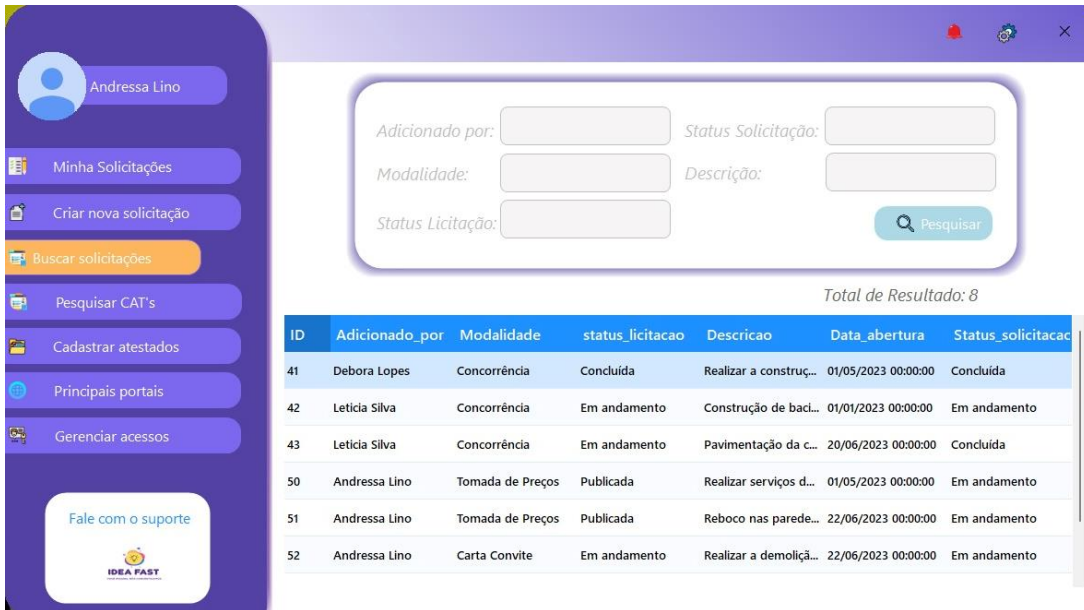 Andressa Lino
Minha Solicitações
Criar nova solicitação
Buscar solicitações
Pesquisar CAT's
Cadastrar atestados
Principais portais
Gerenciar acessos
Fale com o suporte
IDEA FAST
Adicionado por:
Status Solicitação:
Modalidade:
Descrição:
Status Licitação:
Pesquisar
Total de Resultado: 8
ID Adicionado_por Modalidade status_licitacao Descricao Data_abertura Status_solicitacac
41 Debora Lopes Concorrência Concluída Realizar a construç... 01/05/2023 00:00:00 Concluída
42 Leticia Silva Concorrência Em andamento Construção de baci... 01/01/2023 00:00:00 Em andamento
43 Leticia Silva Concorrência Em andamento Pavimentação da c... 20/06/2023 00:00:00 Concluída
50 Andressa Lino Tomada de Preços Publicada Realizar serviços d... 01/05/2023 00:00:00 Em andamento
51 Andressa Lino Tomada de Preços Publicada Reboco nas parede... 22/06/2023 00:00:00 Em andamento
52 Andressa Lino Carta Convite Em andamento Realizar a demoliçã... 22/06/2023 00:00:00 Em andamento